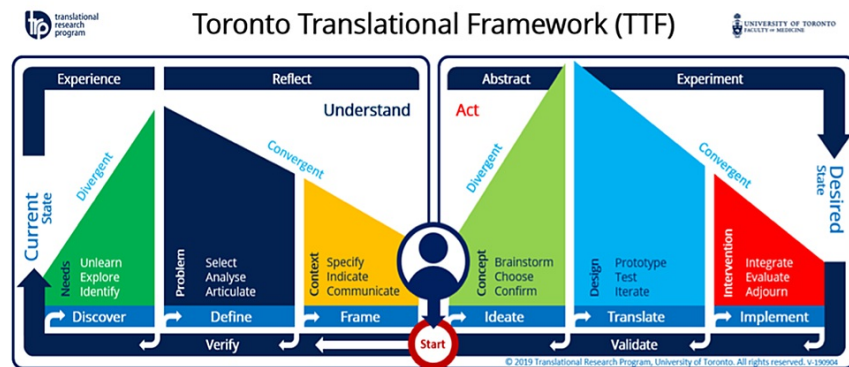 translational
research
program
trp
Toronto Translational Framework (TTF)
UNIVERSITY OF TORONTO
FACULTY OF MEDICINE
Experience
Reflect
Abstract
Experiment
Understand
Act
Divergent
Convergent
Divergent
Convergent
Current
State
Desired
State
Needs
Unlearn
Explore
Identify
Problem
Select
Analyse
Articulate
Context
Specify
Indicate
Communicate
Concept
Brainstorm
Choose
Confirm
Design
Prototype
Test
Iterate
Intervention
Integrate
Evaluate
Adjourn
Discover
Define
Frame
Ideate
Translate
Implement
Verify
Start
Validate
© 2019 Translational Research Program, University of Toronto. All rights reserved. V-190904